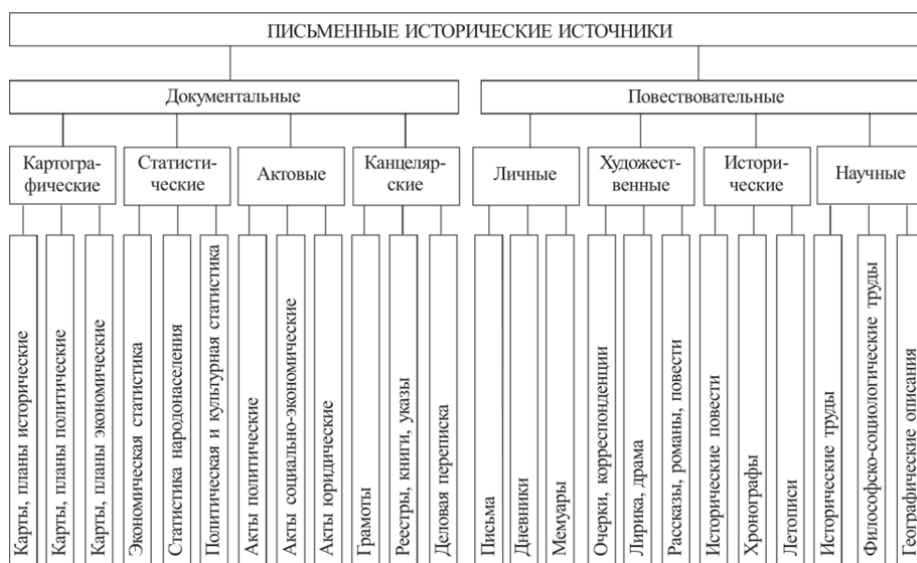 ПИСЬМЕННЫЕ ИСТОРИЧЕСКИЕ ИСТОЧНИКИ
Документальные
Повествовательные
Картогра-
фические
Статисти-
ческие
Актовые
Канцеляр-
ские
Личные
Художест-
венные
Истори-
ческие
Научные
Карты, планы исторические
Карты, планы политические
Карты, планы экономические
Экономическая статистика
Статистика народонаселения
Политическая и культурная статистика
Акты политические
Акты социально-экономические
Акты юридические
Грамоты
Реестры, книги, указы
Деловая переписка
Письма
Дневники
Мемуары
Очерки, корреспонденции
Лирика, драма
Рассказы, романы, повести
Исторические повести
Хронографы
Летописи
Исторические труды
Философско-социологические труды
Географические описания